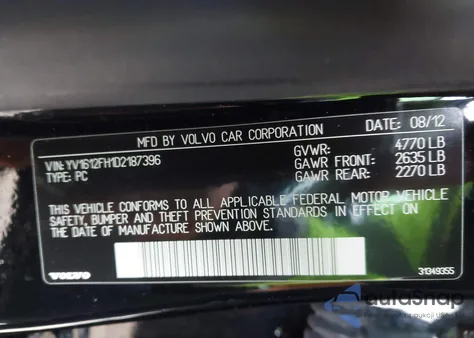 MFD BY VOLVO CAR CORPORATION DATE: 08/12
VIN: YV1612FH1D2187396 GVWR: 4770 LB
TYPE: PC GAWR FRONT: 2635 LB
GAWR REAR: 2270 LB
THIS VEHICLE CONFORMS TO ALL APPLICABLE FEDERAL MOTOR VEHICLE
SAFETY, BUMPER AND THEFT PREVENTION STANDARDS IN EFFECT ON
THE DATE OF MANUFACTURE SHOWN ABOVE.
VOLVO 31349355
autoSnap